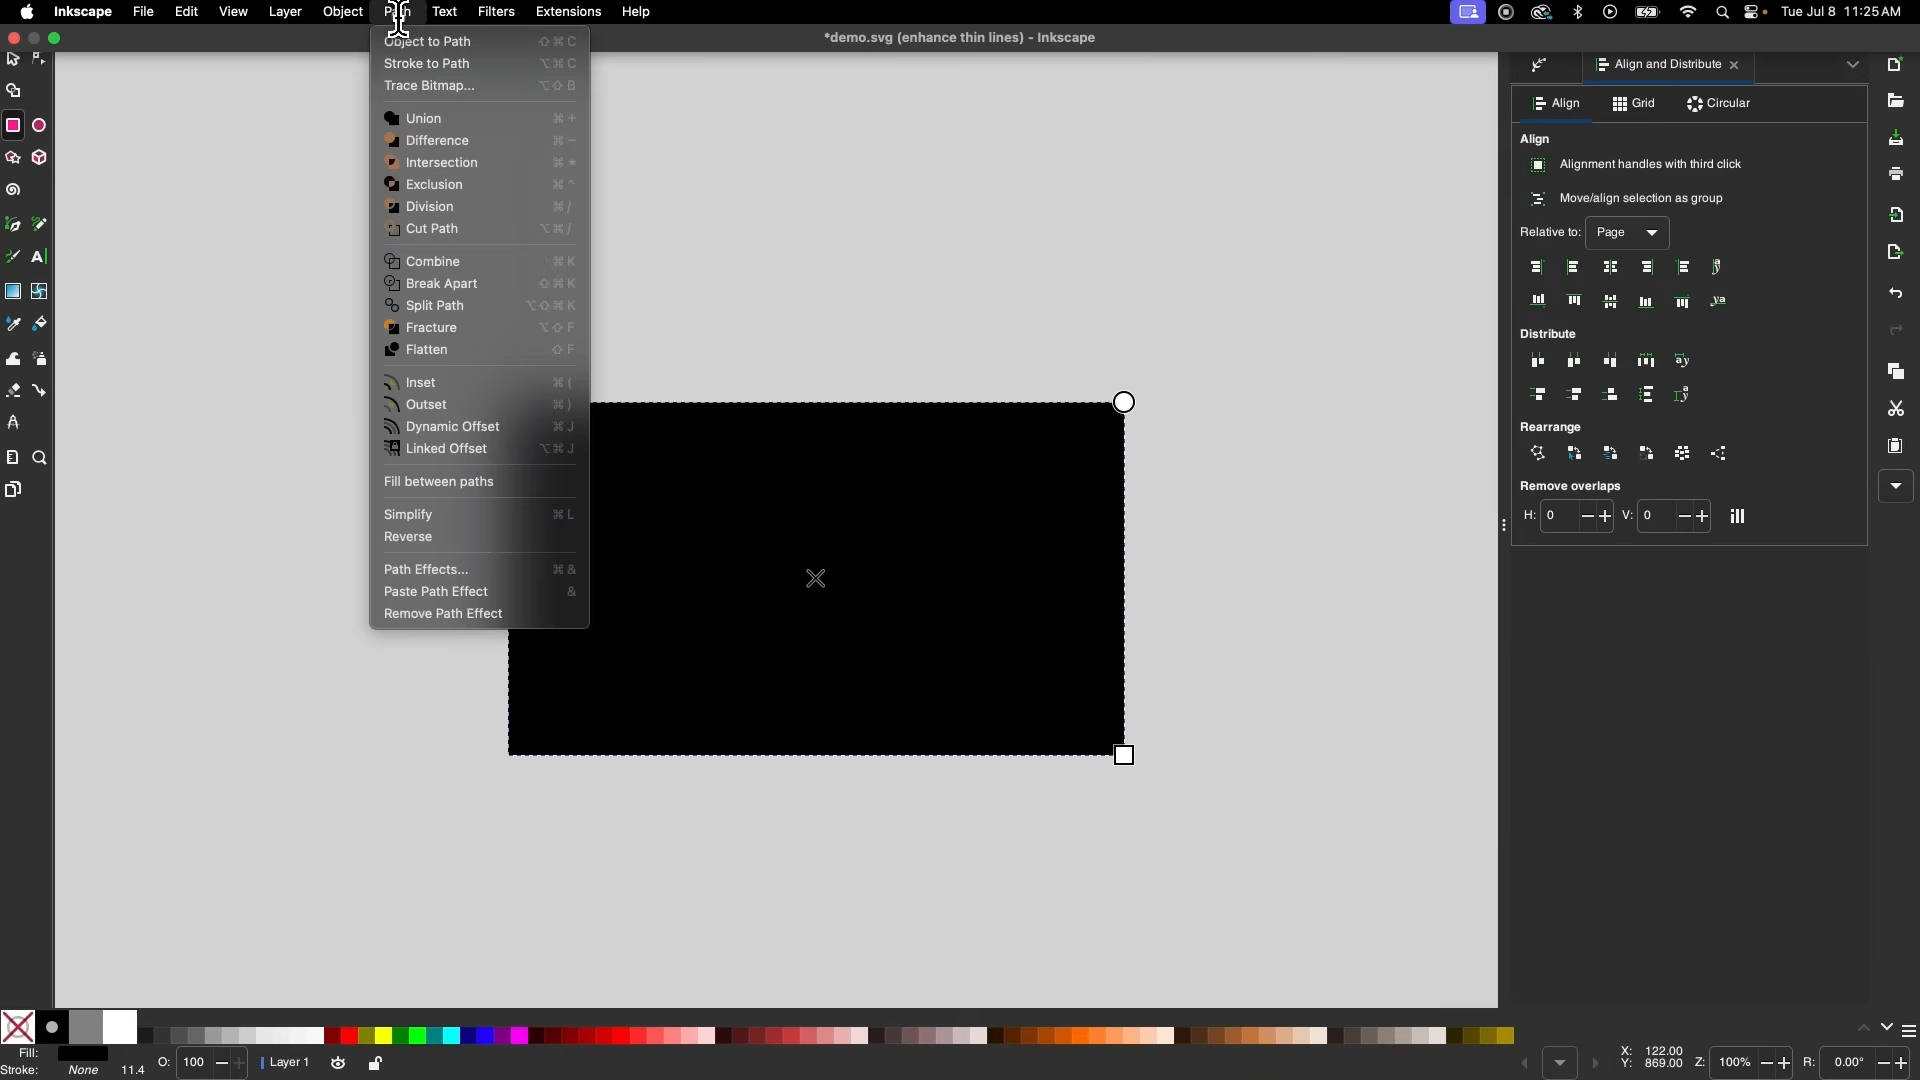 Inkscape File Edit View Layer Object Path Text Filters Extensions Help Tue Jul 8 11:25 AM
*demo.svg (enhance thin lines) - Inkscape
Object to Path ⇧⌘C
Stroke to Path ⌥⌘C
Trace Bitmap... ⌥⇧B
Union ⌘+
Difference ⌘−
Intersection ⌘*
Exclusion ⌘^
Division ⌘/
Cut Path ⌥⌘/
Combine ⌘K
Break Apart ⇧⌘K
Split Path ⌥⇧⌘K
Fracture ⌥⇧F
Flatten ⇧F
Inset ⌘(
Outset ⌘)
Dynamic Offset ⌘J
Linked Offset ⌥⌘J
Fill between paths
Simplify ⌘L
Reverse
Path Effects... ⌘&
Paste Path Effect &
Remove Path Effect
Align and Distribute
Align Grid Circular
Align
Alignment handles with third click
Move/align selection as group
Relative to: Page
Distribute
Rearrange
Remove overlaps
H: 0 V: 0
Fill:
Stroke: None 11.4
O: 100
Layer 1
X: 122.00
Y: 869.00
Z: 100%
R: 0.00°